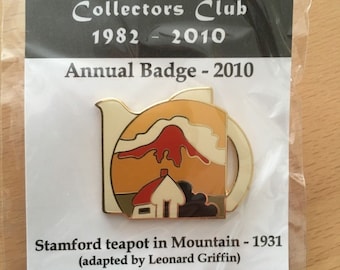 Collectors Club
1982 - 2010
Annual Badge - 2010
Stamford teapot in Mountain - 1931
(adapted by Leonard Griffin)